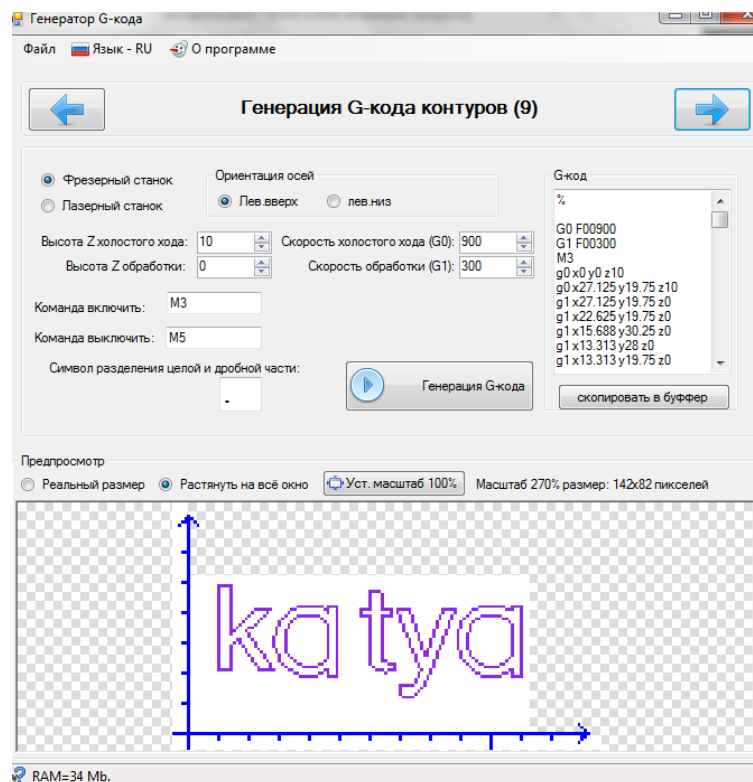 Генератор G-кода
Файл Язык - RU О программе
Генерация G-кода контуров (9)
Фрезерный станок
Лазерный станок
Ориентация осей
Лев.вверх лев.низ
Высота Z холостого хода: 10 Скорость холостого хода (G0): 900
Высота Z обработки: 0 Скорость обработки (G1): 300
Команда включить: M3
Команда выключить: M5
Символ разделения целой и дробной части:
.
Генерация G-кода
G-код
%
G0 F00900
G1 F00300
M3
g0 x0 y0 z10
g0 x27.125 y19.75 z10
g1 x27.125 y19.75 z0
g1 x22.625 y19.75 z0
g1 x15.688 y30.25 z0
g1 x13.313 y28 z0
g1 x13.313 y19.75 z0
скопировать в буффер
Предпросмотр
Реальный размер Растянуть на всё окно Уст. масштаб 100% Масштаб 270% размер: 142x82 пикселей
katya
RAM=34 Mb.